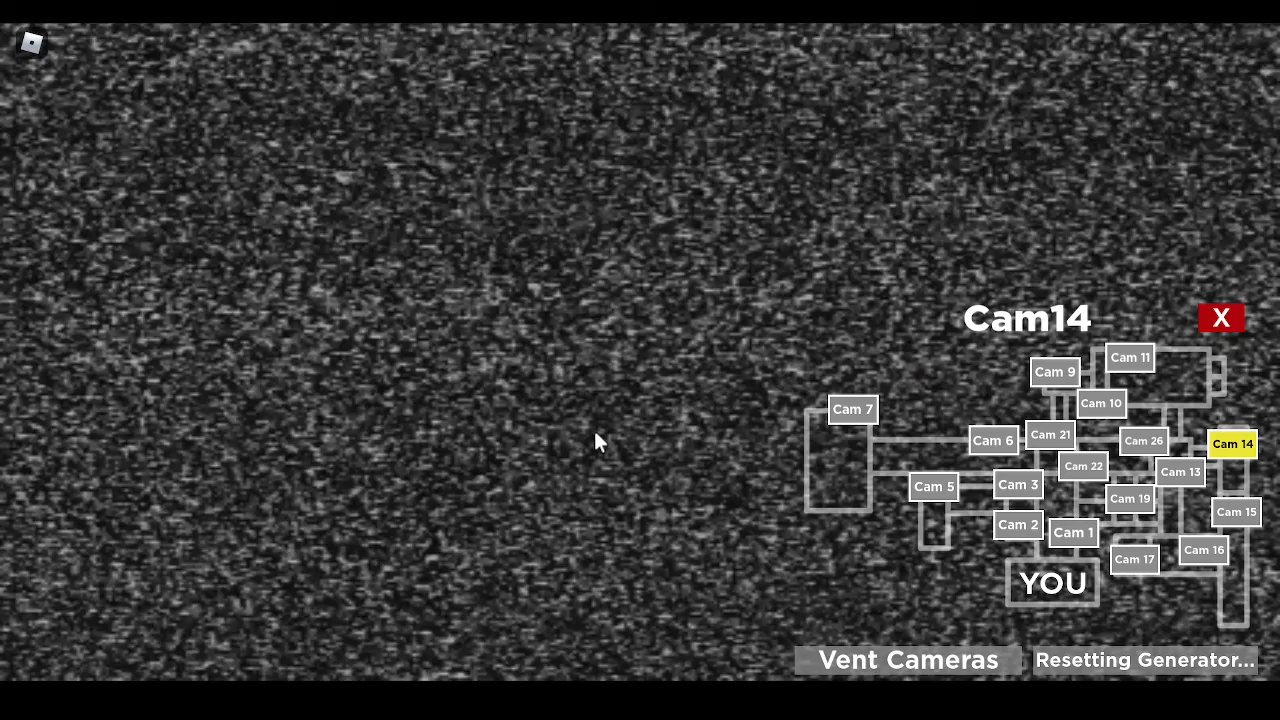 Cam14
X
Cam 11
Cam 9
Cam 10
Cam 7
Cam 21
Cam 6
Cam 26
Cam 14
Cam 22
Cam 13
Cam 5
Cam 3
Cam 19
Cam 15
Cam 2
Cam 1
Cam 16
Cam 17
YOU
Vent Cameras
Resetting Generator...